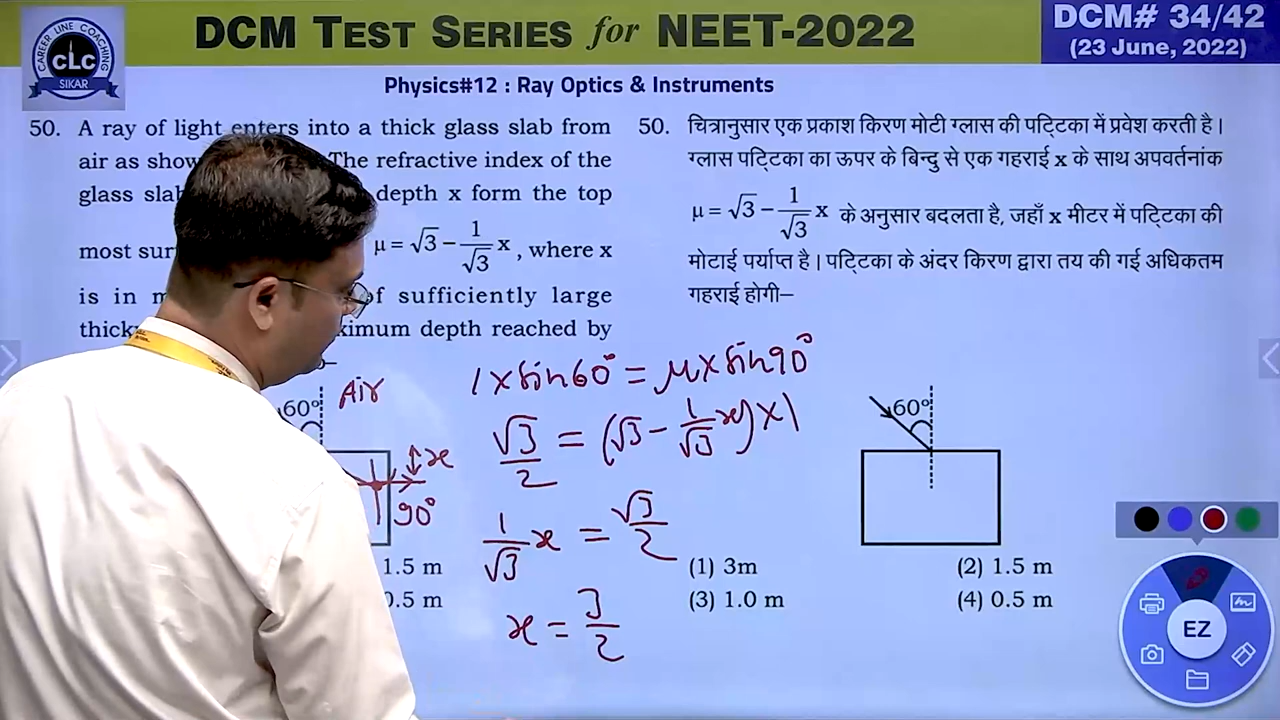 CAREER LINE COACHING
CLC
SIKAR
DCM TEST SERIES for NEET-2022
DCM# 34/42
(23 June, 2022)
Physics#12 : Ray Optics & Instruments
50. A ray of light enters into a thick glass slab from
air as The refractive index of the
glass depth x form the top
most μ = √3 − 1/√3 x , where x
is in of sufficiently large
depth reached by
60°
Air
x
90°
1.5 m
0.5 m
50. चित्रानुसार एक प्रकाश किरण मोटी ग्लास की पट्टिका में प्रवेश करती है।
ग्लास पट्टिका का ऊपर के बिन्दु से एक गहराई x के साथ अपवर्तनांक
μ = √3 − 1/√3 x के अनुसार बदलता है, जहाँ x मीटर में पट्टिका की
मोटाई पर्याप्त है। पट्टिका के अंदर किरण द्वारा तय की गई अधिकतम
गहराई होगी–
1 × sin60° = μ × sin90°
√3/2 = (√3 − 1/√3 x) × 1
1/√3 x = √3/2
x = 3/2
60°
(1) 3m (2) 1.5 m
(3) 1.0 m (4) 0.5 m
EZ